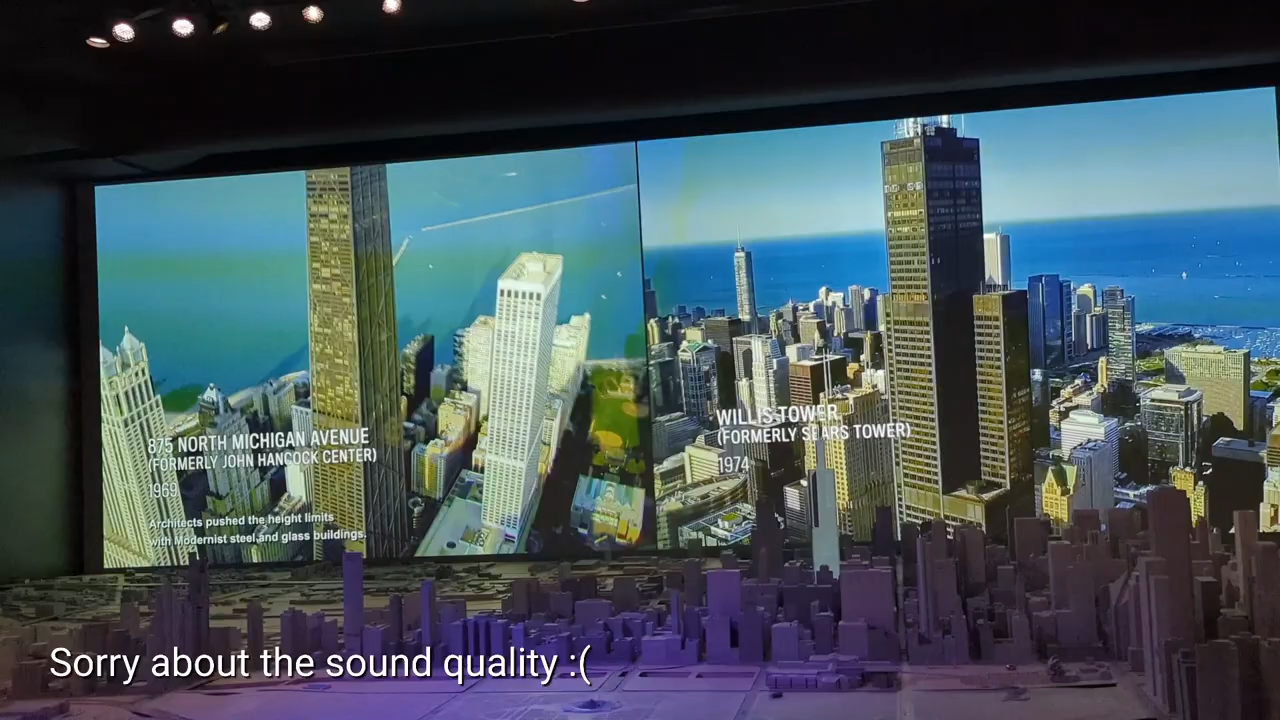 875 NORTH MICHIGAN AVENUE
(FORMERLY JOHN HANCOCK CENTER)
1969
Architects pushed the height limits
with Modernist steel and glass buildings.
WILLIS TOWER
(FORMERLY SEARS TOWER)
1974
Sorry about the sound quality :(